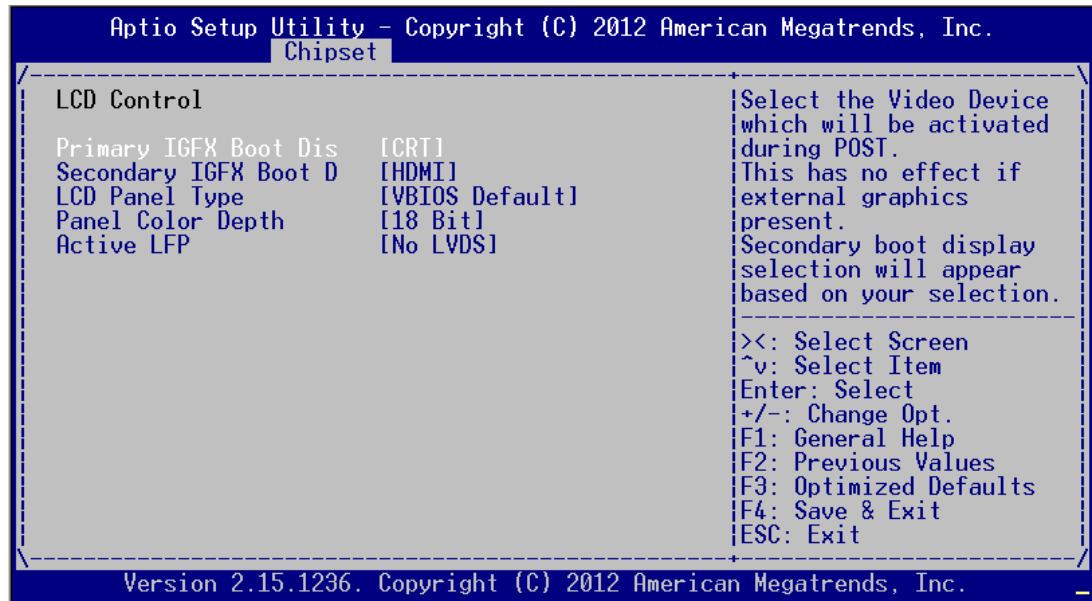 Aptio Setup Utility - Copyright (C) 2012 American Megatrends, Inc.
Chipset
LCD Control
Primary IGFX Boot Dis [CRT]
Secondary IGFX Boot D [HDMI]
LCD Panel Type [VBIOS Default]
Panel Color Depth [18 Bit]
Active LFP [No LVDS]
Select the Video Device
which will be activated
during POST.
This has no effect if
external graphics
present.
Secondary boot display
selection will appear
based on your selection.
><: Select Screen
^v: Select Item
Enter: Select
+/-: Change Opt.
F1: General Help
F2: Previous Values
F3: Optimized Defaults
F4: Save & Exit
ESC: Exit
Version 2.15.1236. Copyright (C) 2012 American Megatrends, Inc.